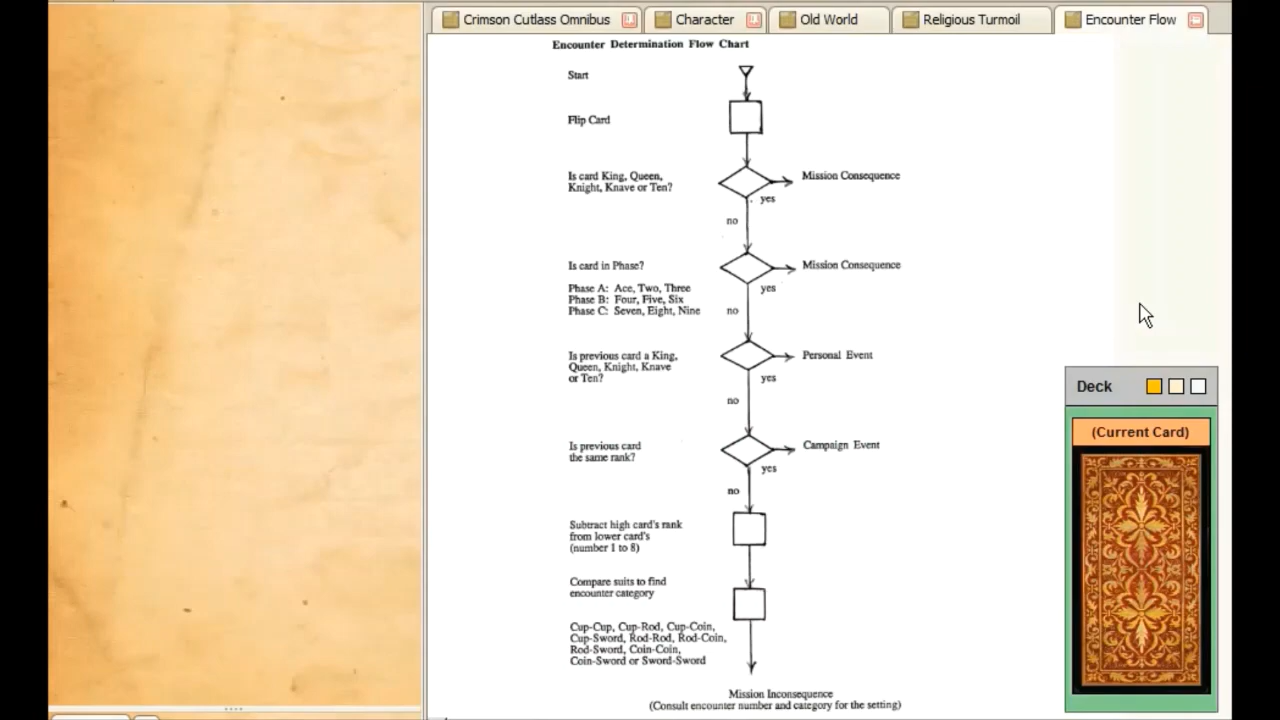 Crimson Cutlass Omnibus
Character
Old World
Religious Turmoil
Encounter Flow
Encounter Determination Flow Chart
Start
Flip Card
Is card King, Queen,
Knight, Knave or Ten?
Mission Consequence
yes
no
Is card in Phase?
Mission Consequence
Phase A: Ace, Two, Three
Phase B: Four, Five, Six
Phase C: Seven, Eight, Nine
yes
no
Is previous card a King,
Queen, Knight, Knave
or Ten?
Personal Event
yes
no
Is previous card
the same rank?
Campaign Event
yes
no
Subtract high card's rank
from lower card's
(number 1 to 8)
Compare suits to find
encounter category
Cup-Cup, Cup-Rod, Cup-Coin,
Cup-Sword, Rod-Rod, Rod-Coin,
Rod-Sword, Coin-Coin,
Coin-Sword or Sword-Sword
Mission Inconsequence
(Consult encounter number and category for the setting)
Deck
(Current Card)